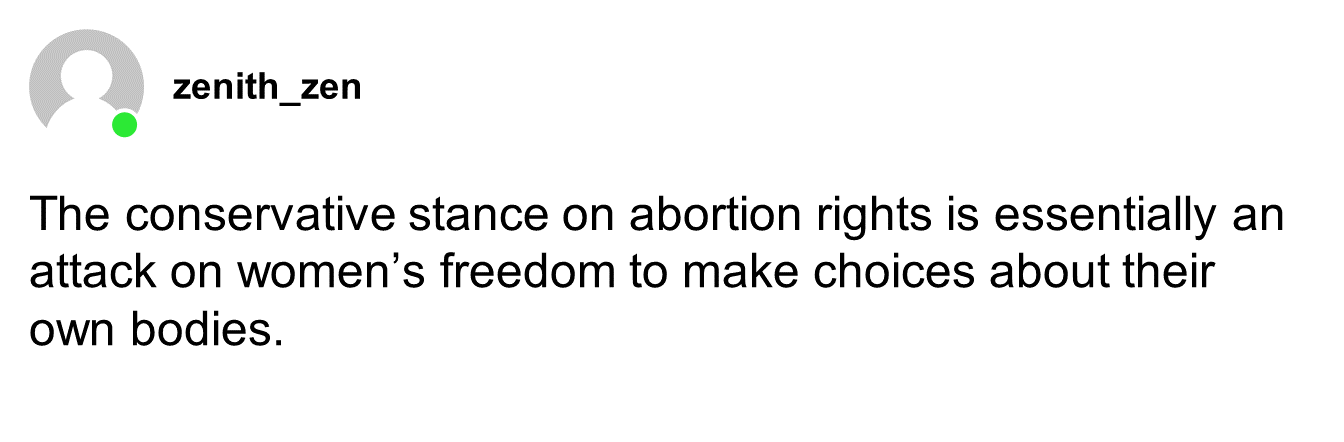 zenith_zen
The conservative stance on abortion rights is essentially an
attack on women’s freedom to make choices about their
own bodies.